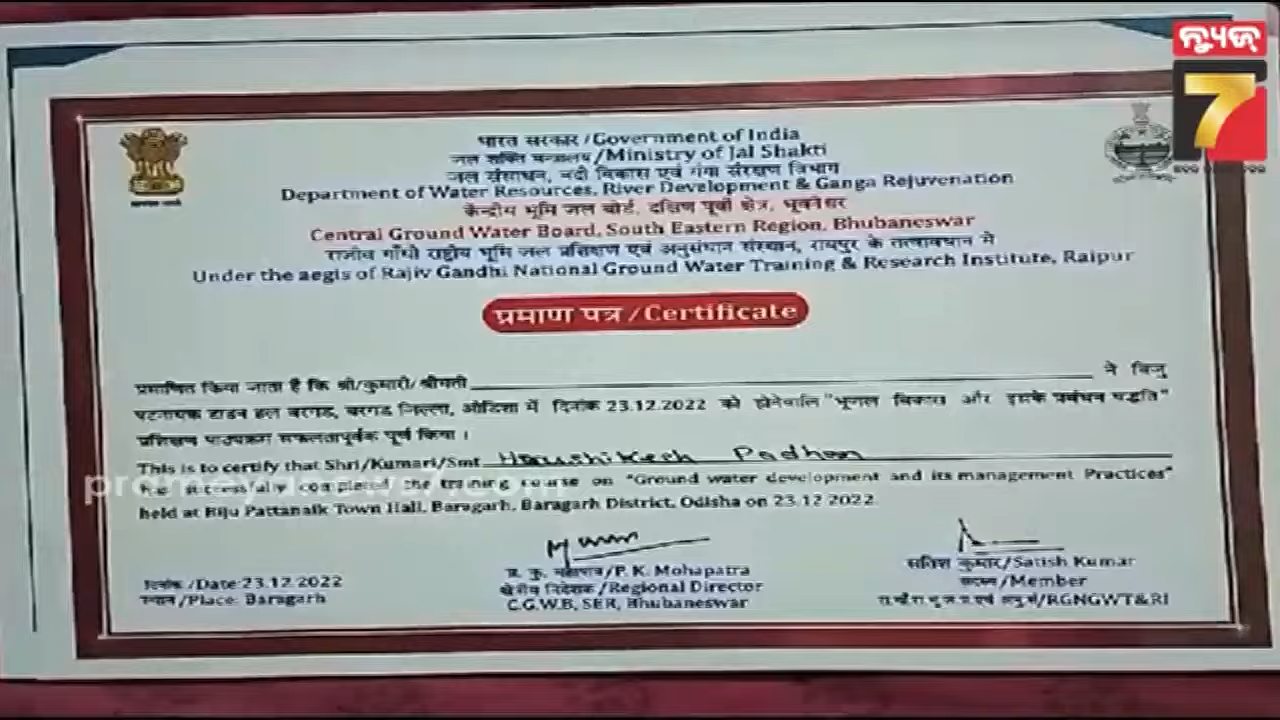 ନ୍ୟୁଜ୍
7
भारत सरकार/Government of India
जल शक्ति मन्त्रालय/Ministry of Jal Shakti
जल संसाधन, नदी विकास एवं गंगा संरक्षण विभाग
Department of Water Resources, River Development & Ganga Rejuvenation
केन्द्रीय भूमि जल बोर्ड, दक्षिण पूर्वी क्षेत्र, भूवनेश्वर
Central Ground Water Board, South Eastern Region, Bhubaneswar
राजीव गाँधी राष्ट्रीय भूमि जल प्रशिक्षण एवं अनुसंधान संस्थान, रायपुर के तत्वावधान में
Under the aegis of Rajiv Gandhi National Ground Water Training & Research Institute, Raipur
प्रमाण पत्र/Certificate
प्रमाणित किया जाता है कि श्री/कुमारी/श्रीमती ने बिजु
पटनायक टाउन हल बरगड, बरगड जिल्ला, ओडिशा में दिनांक 23.12.2022 को होनेवाले "भूजल विकास और इसके प्रबंधन पद्धति"
प्रशिक्षण पाठ्यक्रम सफलतापूर्वक पूर्ण किया।
This is to certify that Shri/Kumari/Smt Hrushikesh Padhan
has successfully completed the training course on "Ground water development and its management Practices"
held at Biju Pattanaik Town Hall, Baragarh, Baragarh District, Odisha on 23.12.2022
दिनांक/Date 23.12.2022
स्थान/Place: Baragarh
प्र. कु. महापात्र/P. K. Mohapatra
क्षेत्रीय निदेशक/Regional Director
C.G.W.B, SER, Bhubaneswar
सतिश कुमार/Satish Kumar
सदस्य/Member
/RGNGWT&RI